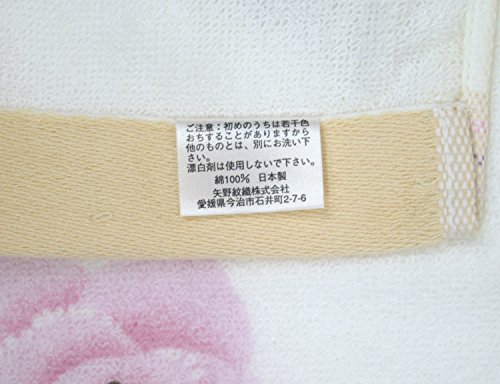 ご注意：初めのうちは若干色
おちすることがありますから
他のものとは、別にお洗い下
さい。
漂白剤は使用しないで下さい。
綿100% 日本製
矢野紋織株式会社
愛媛県今治市石井町2-7-6